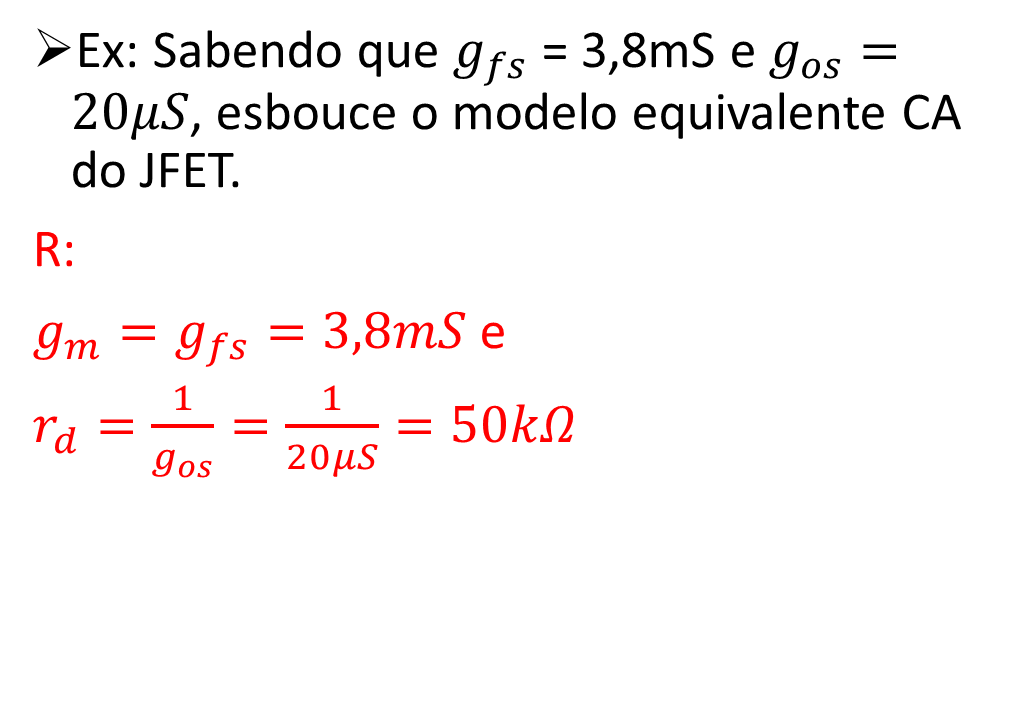 ➢Ex: Sabendo que g_fs = 3,8mS e g_os =
20μS, esbouce o modelo equivalente CA
do JFET.
R:
g_m = g_fs = 3,8mS e
r_d = 1/g_os = 1/20μS = 50kΩ